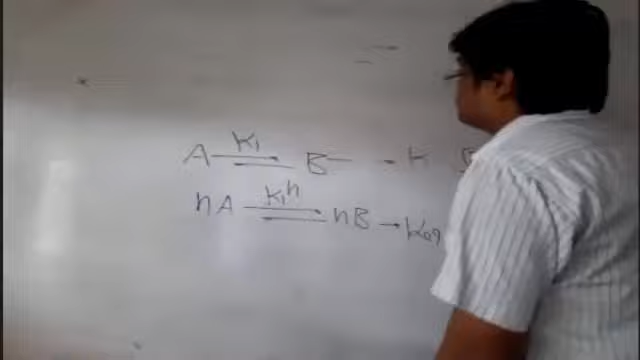 K₁
A ⇌ B → K
K₁ⁿ
nA ⇌ nB → Keq